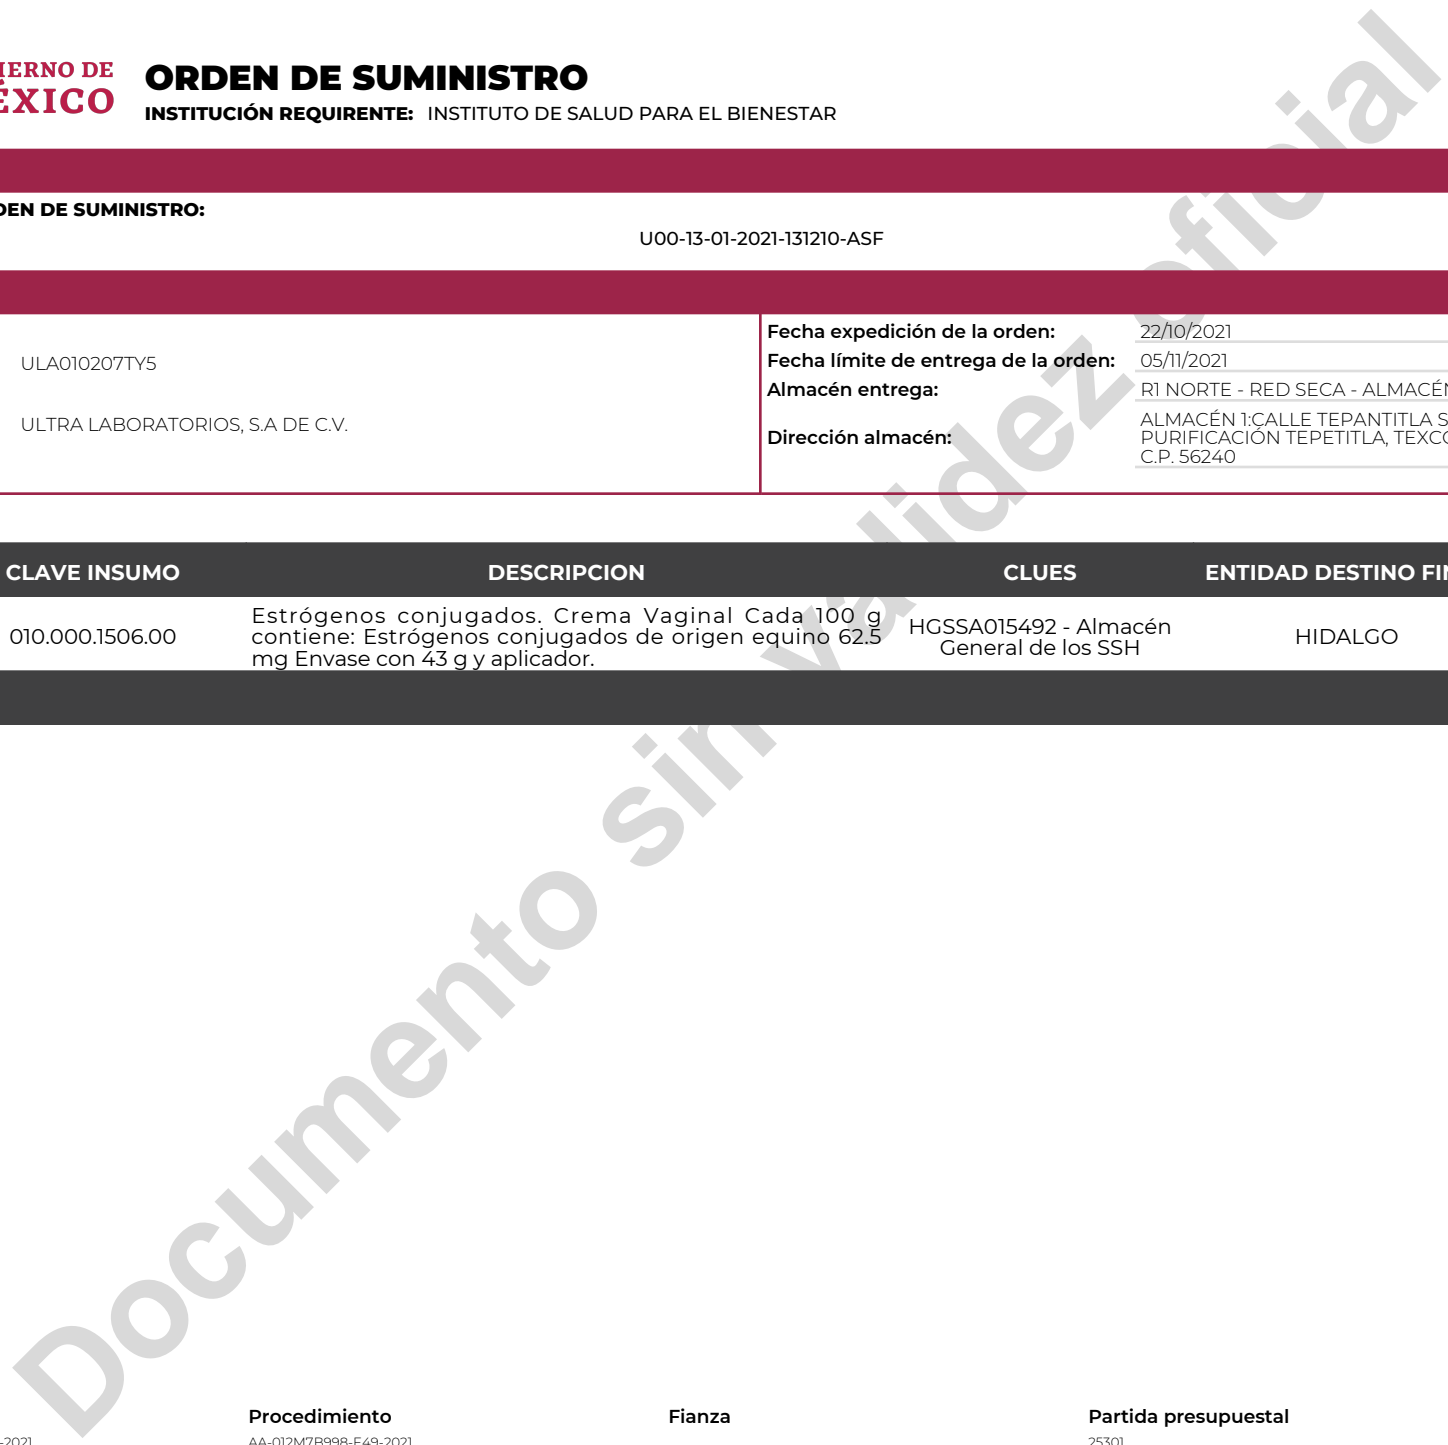 IERNO DE
ÉXICO
ORDEN DE SUMINISTRO
INSTITUCIÓN REQUIRENTE: INSTITUTO DE SALUD PARA EL BIENESTAR
DEN DE SUMINISTRO:
U00-13-01-2021-131210-ASF
ULA010207TY5
ULTRA LABORATORIOS, S.A DE C.V.
Fecha expedición de la orden: 22/10/2021
Fecha límite de entrega de la orden: 05/11/2021
Almacén entrega: R1 NORTE - RED SECA - ALMACÉN
Dirección almacén: ALMACÉN 1:CALLE TEPANTITLA S
PURIFICACIÓN TEPETITLA, TEXCO
C.P. 56240
CLAVE INSUMO DESCRIPCION CLUES ENTIDAD DESTINO FIN
010.000.1506.00
Estrógenos conjugados. Crema Vaginal Cada 100 g
contiene: Estrógenos conjugados de origen equino 62.5
mg Envase con 43 g y aplicador.
HGSSA015492 - Almacén
General de los SSH
HIDALGO
Documento sin validez oficial
Procedimiento Fianza Partida presupuestal
-2021 AA-012M7B998-E49-2021 25301